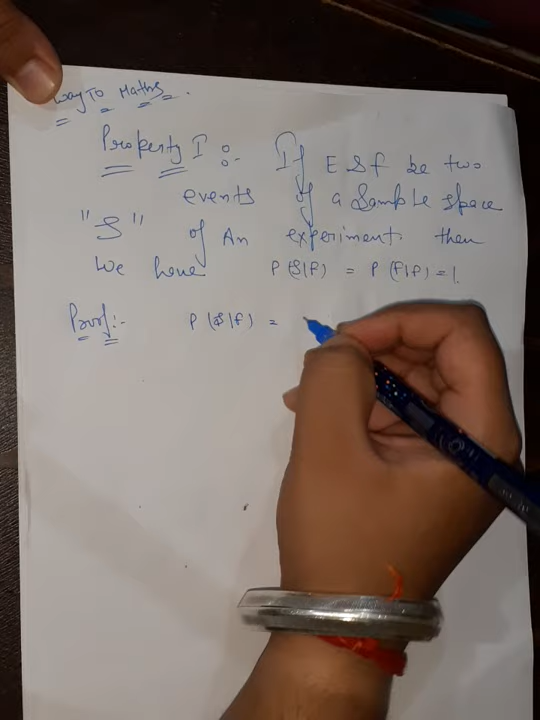 Way To Maths.
Property I :- If E & f be two
events of a Sample space
"S" of An experiment. then
We have P(S|f) = P(F|f) = 1.
Proof:- P(S|f) =